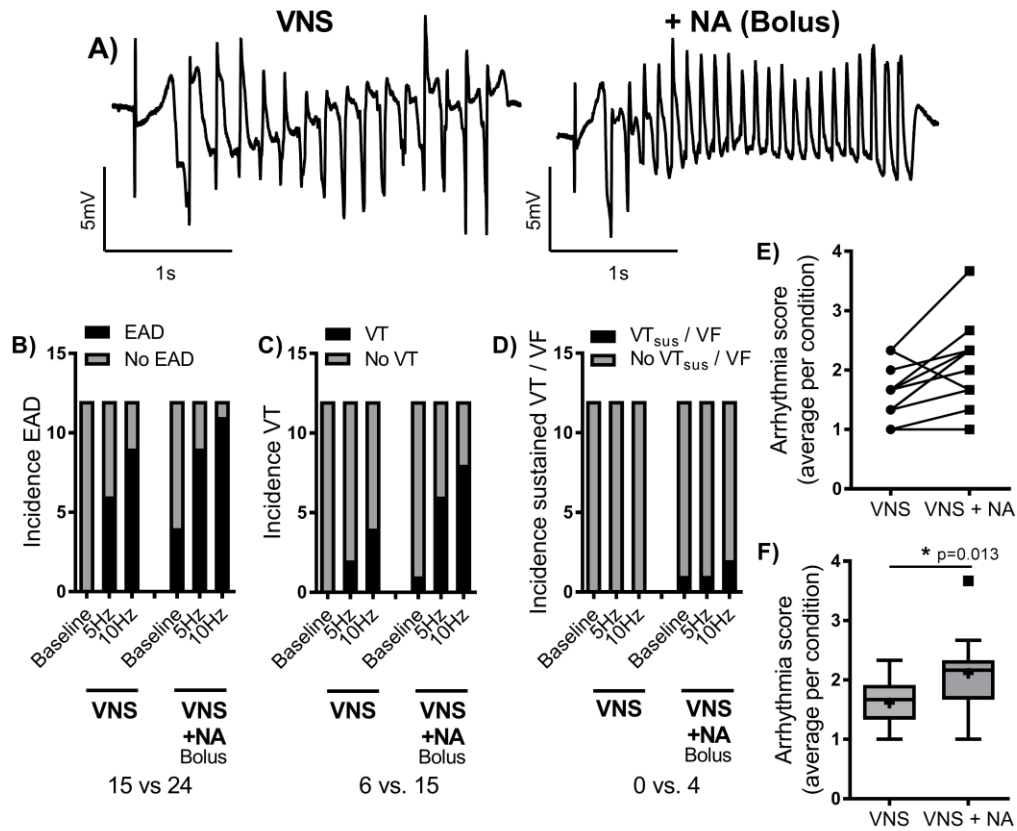 VNS
+ NA (Bolus)
A)
5mV
1s
5mV
1s
B)
EAD
No EAD
Incidence EAD
15
10
5
0
Baseline
5Hz
10Hz
Baseline
5Hz
10Hz
VNS
VNS
+NA
Bolus
15 vs 24
C)
VT
No VT
Incidence VT
15
10
5
0
Baseline
5Hz
10Hz
Baseline
5Hz
10Hz
VNS
VNS
+NA
Bolus
6 vs. 15
D)
VTsus / VF
No VTsus / VF
Incidence sustained VT / VF
15
10
5
0
Baseline
5Hz
10Hz
Baseline
5Hz
10Hz
VNS
VNS
+NA
Bolus
0 vs. 4
E)
Arrhythmia score
(average per condition)
4
3
2
1
VNS
VNS + NA
F)
Arrhythmia score
(average per condition)
4
3
2
1
* p=0.013
VNS
VNS + NA